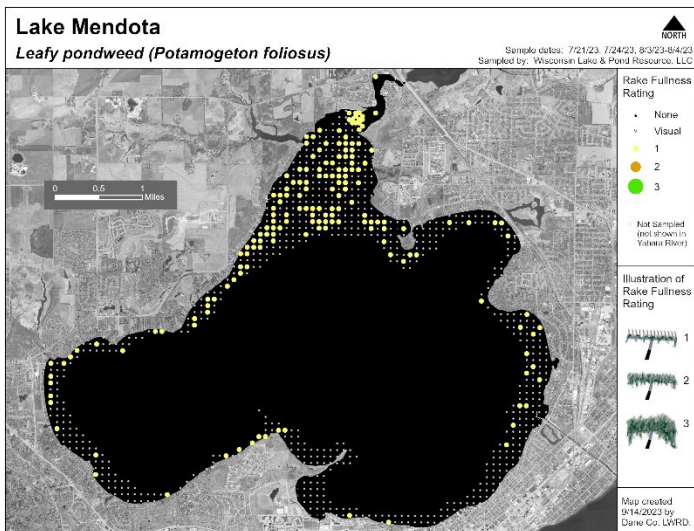 Lake Mendota
Leafy pondweed (Potamogeton foliosus)
NORTH
Sample dates: 7/21/23, 7/24/23, 8/3/23-8/4/23
Sampled by: Wisconsin Lake & Pond Resource, LLC
0 0.5 1
Miles
Rake Fullness
Rating
None
Visual
1
2
3
Not Sampled
(not shown in
Yahara River)
Illustration of
Rake Fullness
Rating
1
2
3
Map created
9/14/2023 by
Dane Co. LWRD.